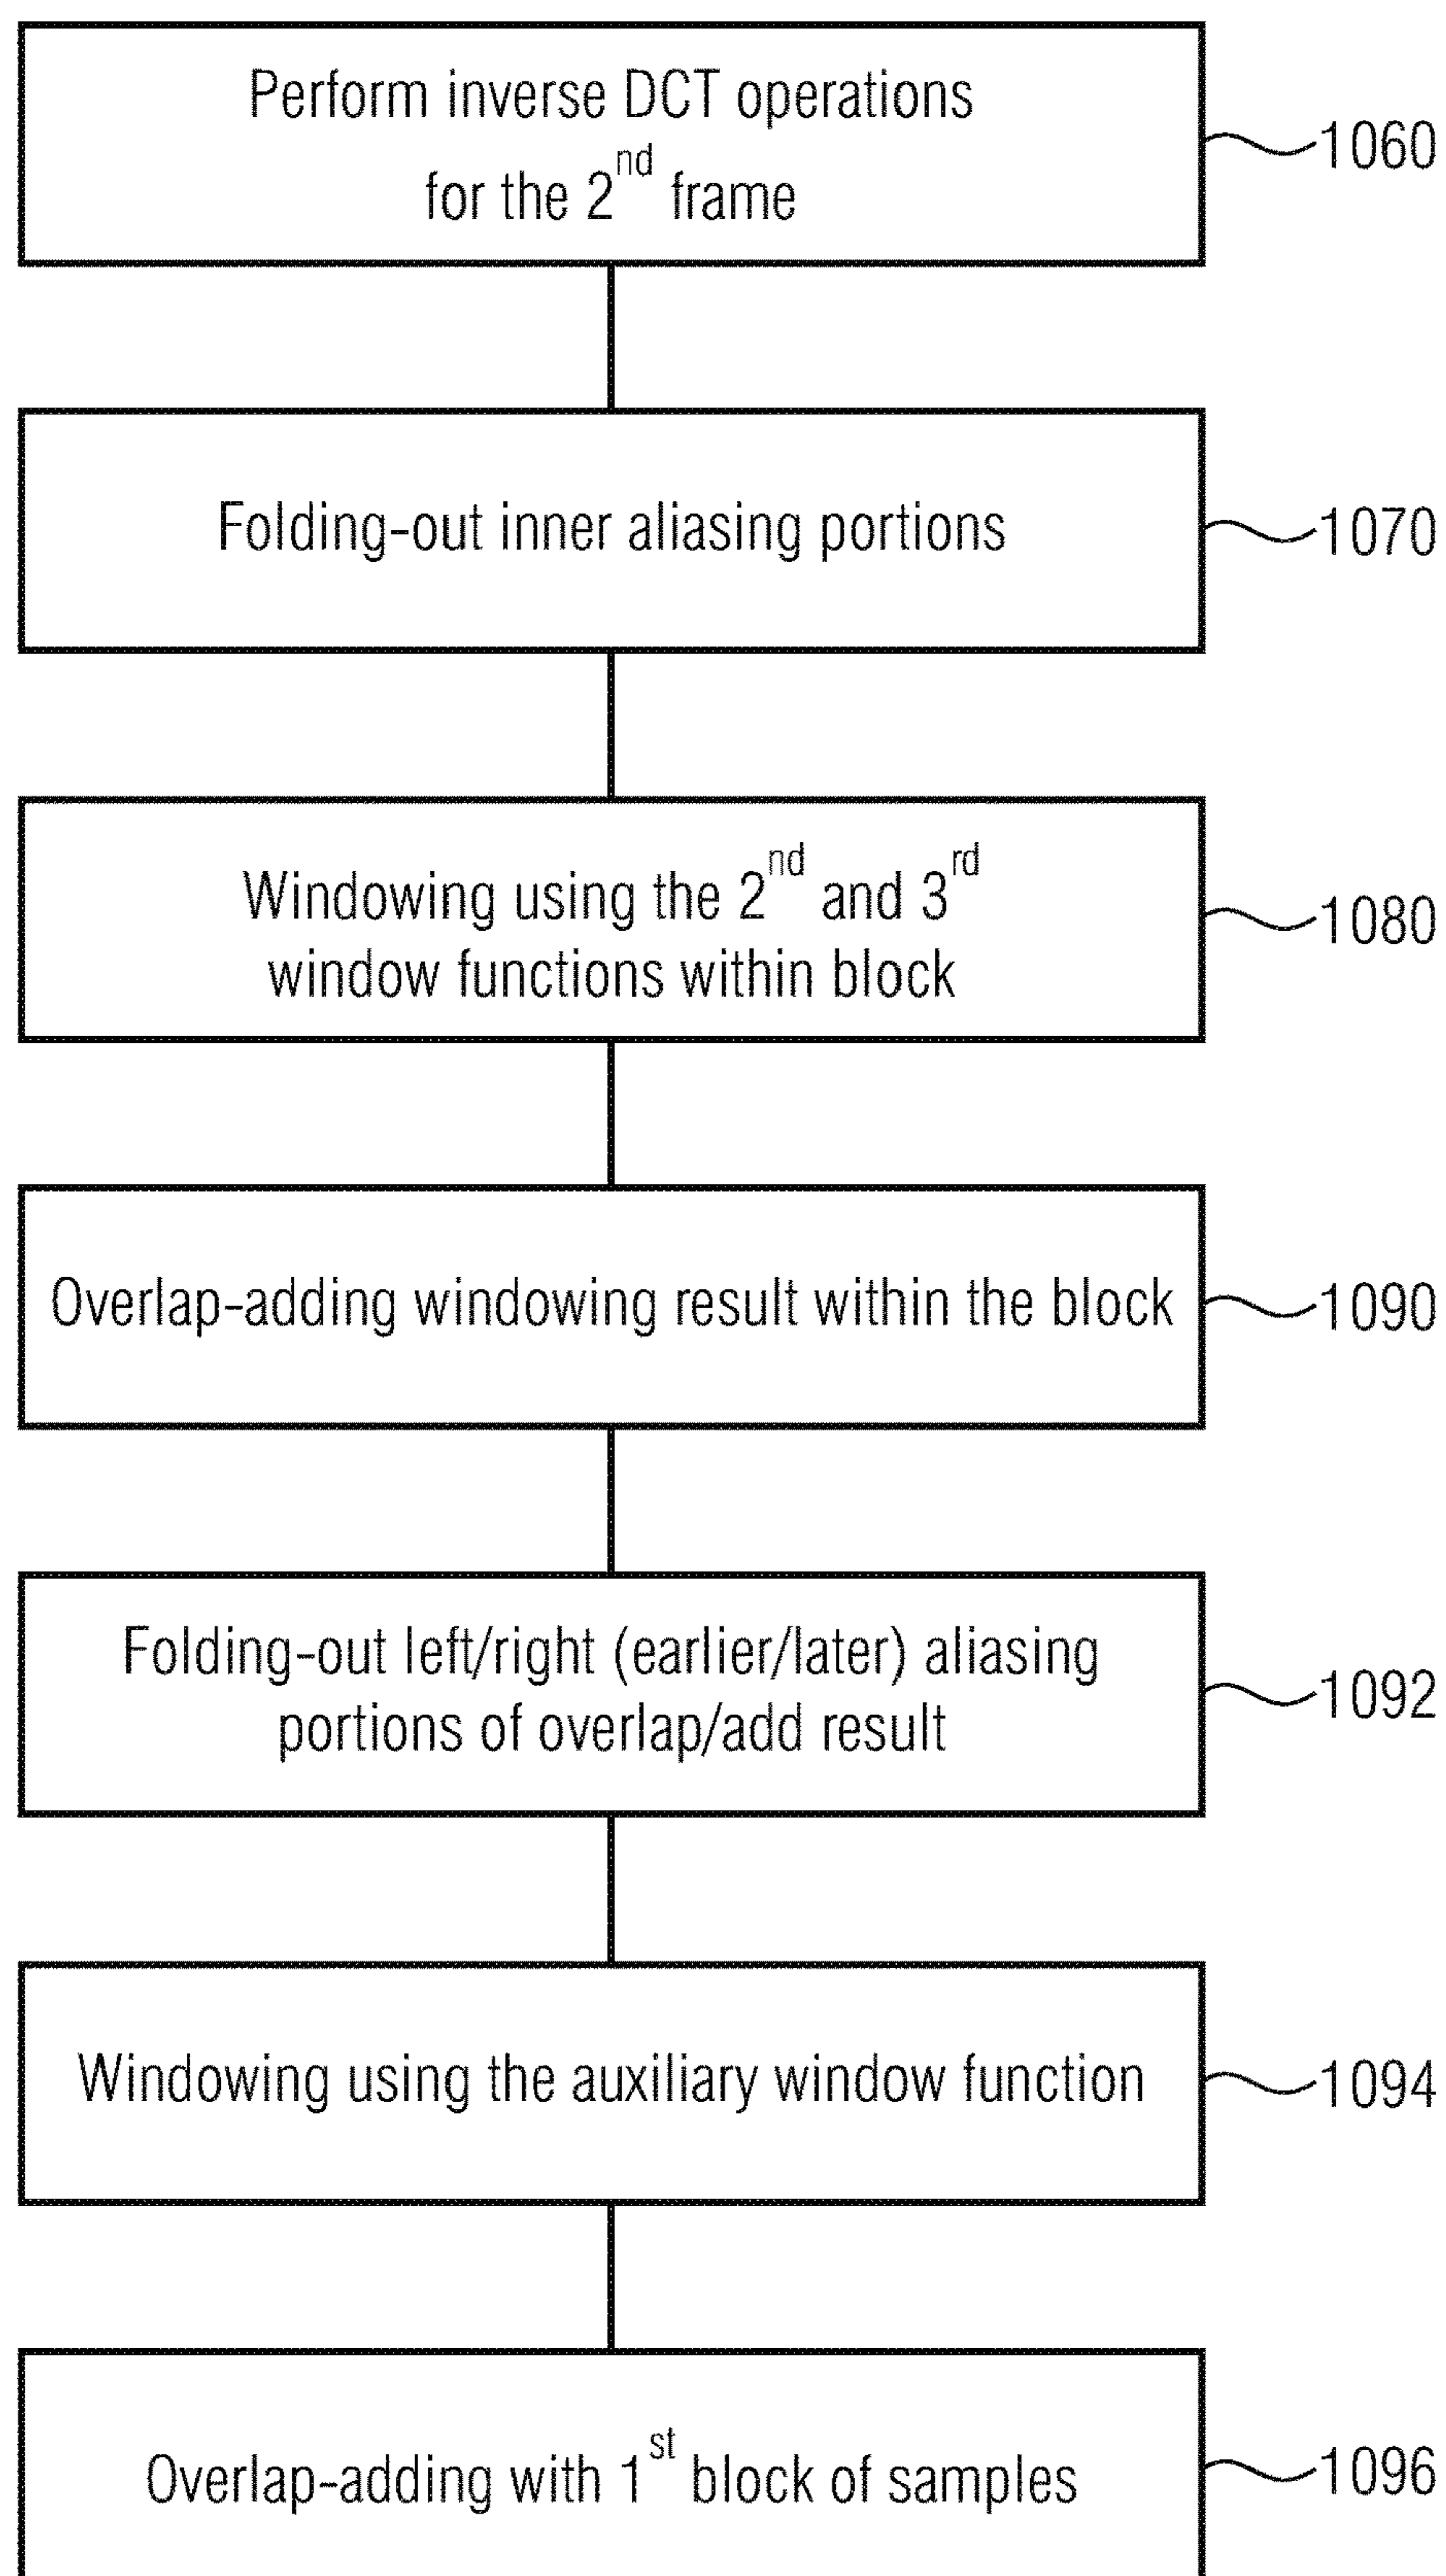 Perform inverse DCT operations
for the 2nd frame
1060
Folding-out inner aliasing portions
1070
Windowing using the 2nd and 3rd
window functions within block
1080
Overlap-adding windowing result within the block
1090
Folding-out left/right (earlier/later) aliasing
portions of overlap/add result
1092
Windowing using the auxiliary window function
1094
Overlap-adding with 1st block of samples
1096